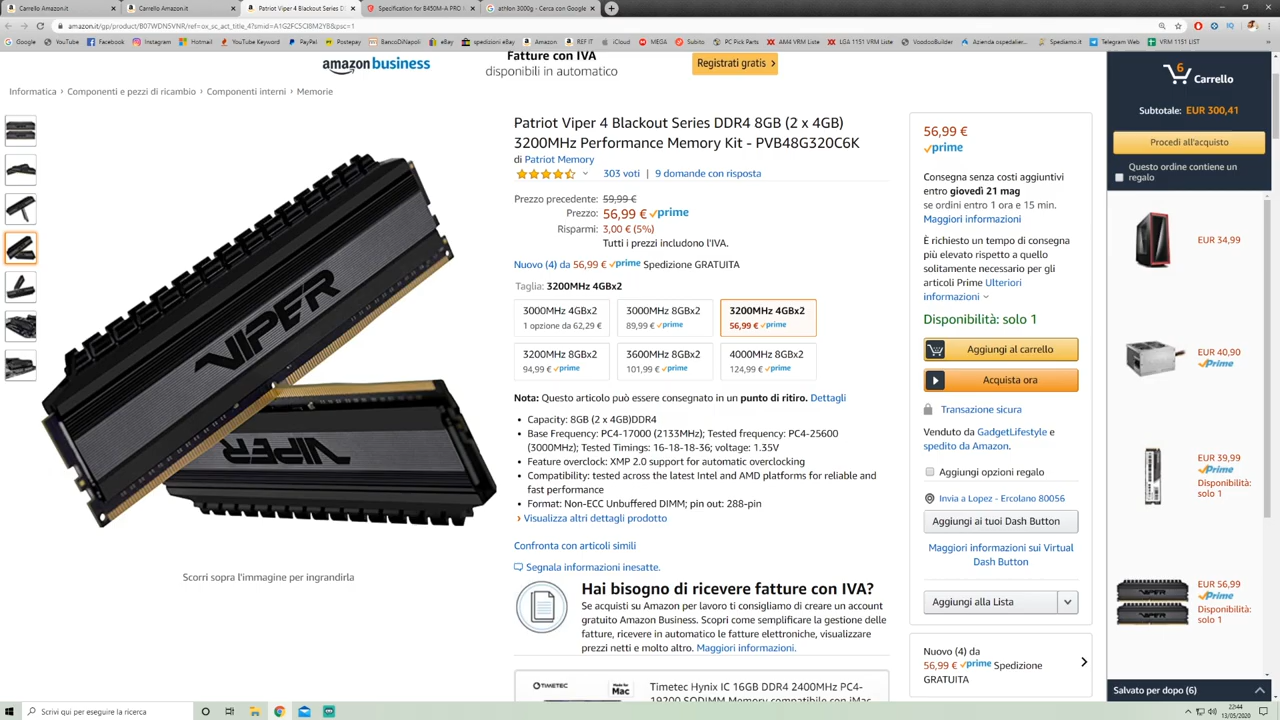 Carrello Amazon.it
Carrello Amazon.it
Patriot Viper 4 Blackout Series D
Specification for B450M-A PRO M
athlon 3000g - Cerca con Google
amazon.it/gp/product/B07WDN5VNR/ref=ox_sc_act_title_4?smid=A1G2FC5CI8M2YB&psc=1
Google
YouTube
Facebook
Instagram
Hotmail
YouTube Keyword
PayPal
Postepay
BancoDiNapoli
eBay
spedizioni eBay
Amazon
REF IT
iCloud
MEGA
Subito
PC Pick Parts
AM4 VRM Liste
LGA 1151 VRM Liste
VoodooBuilder
Azienda ospedalier...
Spediamo.it
Telegram Web
VRM 1151 LIST
amazon business
Fatture con IVA
disponibili in automatico
Registrati gratis
Informatica › Componenti e pezzi di ricambio › Componenti interni › Memorie
VIPER
VIPER
Scorri sopra l'immagine per ingrandirla
Patriot Viper 4 Blackout Series DDR4 8GB (2 x 4GB)
3200MHz Performance Memory Kit - PVB48G320C6K
di Patriot Memory
303 voti | 9 domande con risposta
Prezzo precedente: 59,99 €
Prezzo: 56,99 € prime
Risparmi: 3,00 € (5%)
Tutti i prezzi includono l'IVA.
Nuovo (4) da 56,99 € prime Spedizione GRATUITA
Taglia: 3200MHz 4GBx2
3000MHz 4GBx2
1 opzione da 62,29 €
3000MHz 8GBx2
89,99 € prime
3200MHz 4GBx2
56,99 € prime
3200MHz 8GBx2
94,99 € prime
3600MHz 8GBx2
101,99 € prime
4000MHz 8GBx2
124,99 € prime
Nota: Questo articolo può essere consegnato in un punto di ritiro. Dettagli
• Capacity: 8GB (2 x 4GB)DDR4
• Base Frequency: PC4-17000 (2133MHz); Tested frequency: PC4-25600
(3000MHz); Tested Timings: 16-18-18-36; voltage: 1.35V
• Feature overclock: XMP 2.0 support for automatic overclocking
• Compatibility: tested across the latest Intel and AMD platforms for reliable and
fast performance
• Format: Non-ECC Unbuffered DIMM; pin out: 288-pin
› Visualizza altri dettagli prodotto
Confronta con articoli simili
Segnala informazioni inesatte.
Hai bisogno di ricevere fatture con IVA?
Se acquisti su Amazon per lavoro ti consigliamo di creare un account
gratuito Amazon Business. Scopri come semplificare la gestione delle
fatture, ricevere in automatico le fatture elettroniche, visualizzare
prezzi netti e molto altro. Maggiori informazioni.
TIMETEC
Mac
Timetec Hynix IC 16GB DDR4 2400MHz PC4-
19200 SODIMM Memory compatibile con iMac
56,99 €
prime
Consegna senza costi aggiuntivi
entro giovedì 21 mag
se ordini entro 1 ora e 15 min.
Maggiori informazioni
È richiesto un tempo di consegna
più elevato rispetto a quello
solitamente necessario per gli
articoli Prime Ulteriori
informazioni
Disponibilità: solo 1
Aggiungi al carrello
Acquista ora
Transazione sicura
Venduto da GadgetLifestyle e
spedito da Amazon.
Aggiungi opzioni regalo
Invia a Lopez - Ercolano 80056
Aggiungi ai tuoi Dash Button
Maggiori informazioni sui Virtual
Dash Button
Aggiungi alla Lista
Nuovo (4) da
56,99 € prime Spedizione
GRATUITA
6
Carrello
Subtotale: EUR 300,41
Procedi all'acquisto
Questo ordine contiene un
regalo
EUR 34,99
EUR 40,90
Prime
EUR 39,99
Prime
Disponibilità:
solo 1
EUR 56,99
Prime
Disponibilità:
solo 1
Salvato per dopo (6)
Scrivi qui per eseguire la ricerca
22:44
13/05/2020